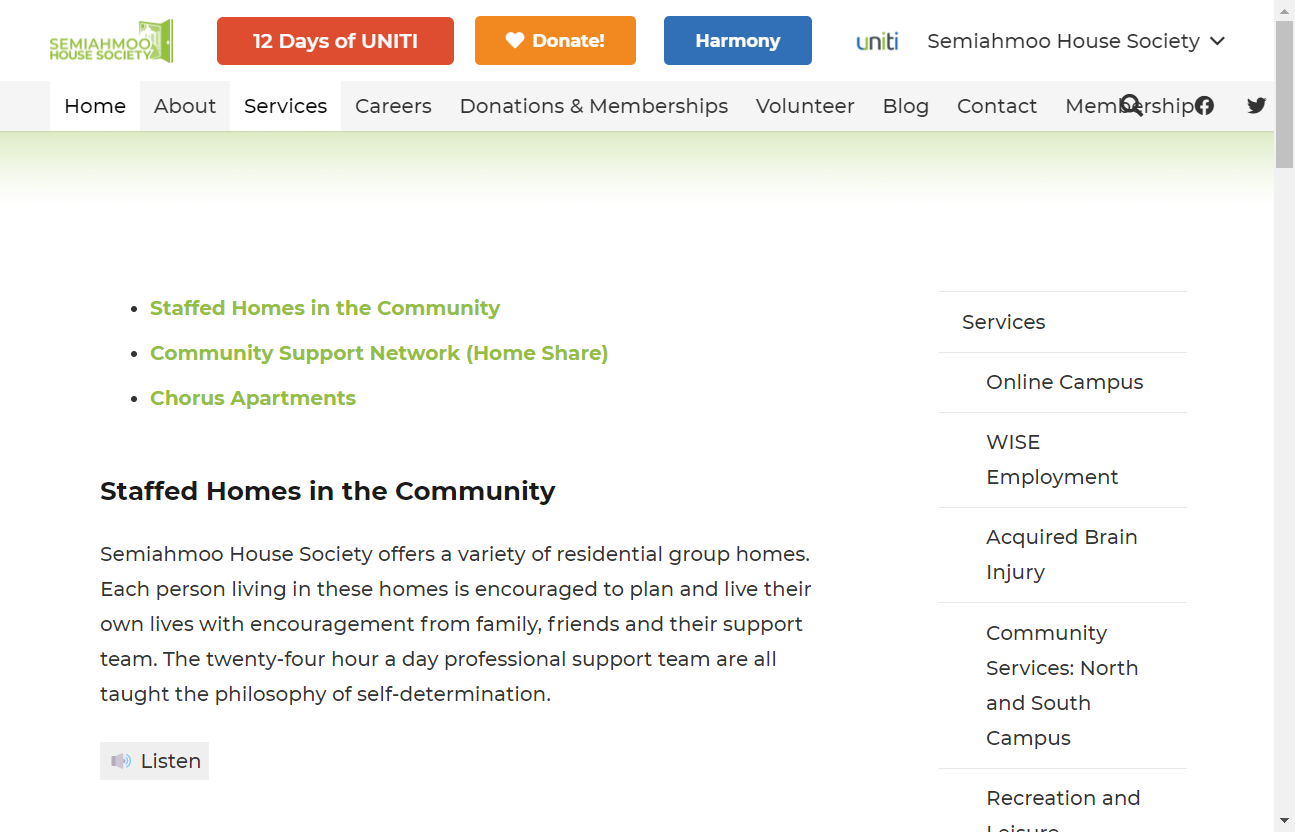 SEMIAHMOO
HOUSE SOCIETY
12 Days of UNITI
Donate!
Harmony
uniti
Semiahmoo House Society
Home About Services Careers Donations & Memberships Volunteer Blog Contact Membership
Staffed Homes in the Community
Community Support Network (Home Share)
Chorus Apartments
Staffed Homes in the Community
Semiahmoo House Society offers a variety of residential group homes.
Each person living in these homes is encouraged to plan and live their
own lives with encouragement from family, friends and their support
team. The twenty-four hour a day professional support team are all
taught the philosophy of self-determination.
Listen
Services
Online Campus
WISE
Employment
Acquired Brain
Injury
Community
Services: North
and South
Campus
Recreation and
Leisure